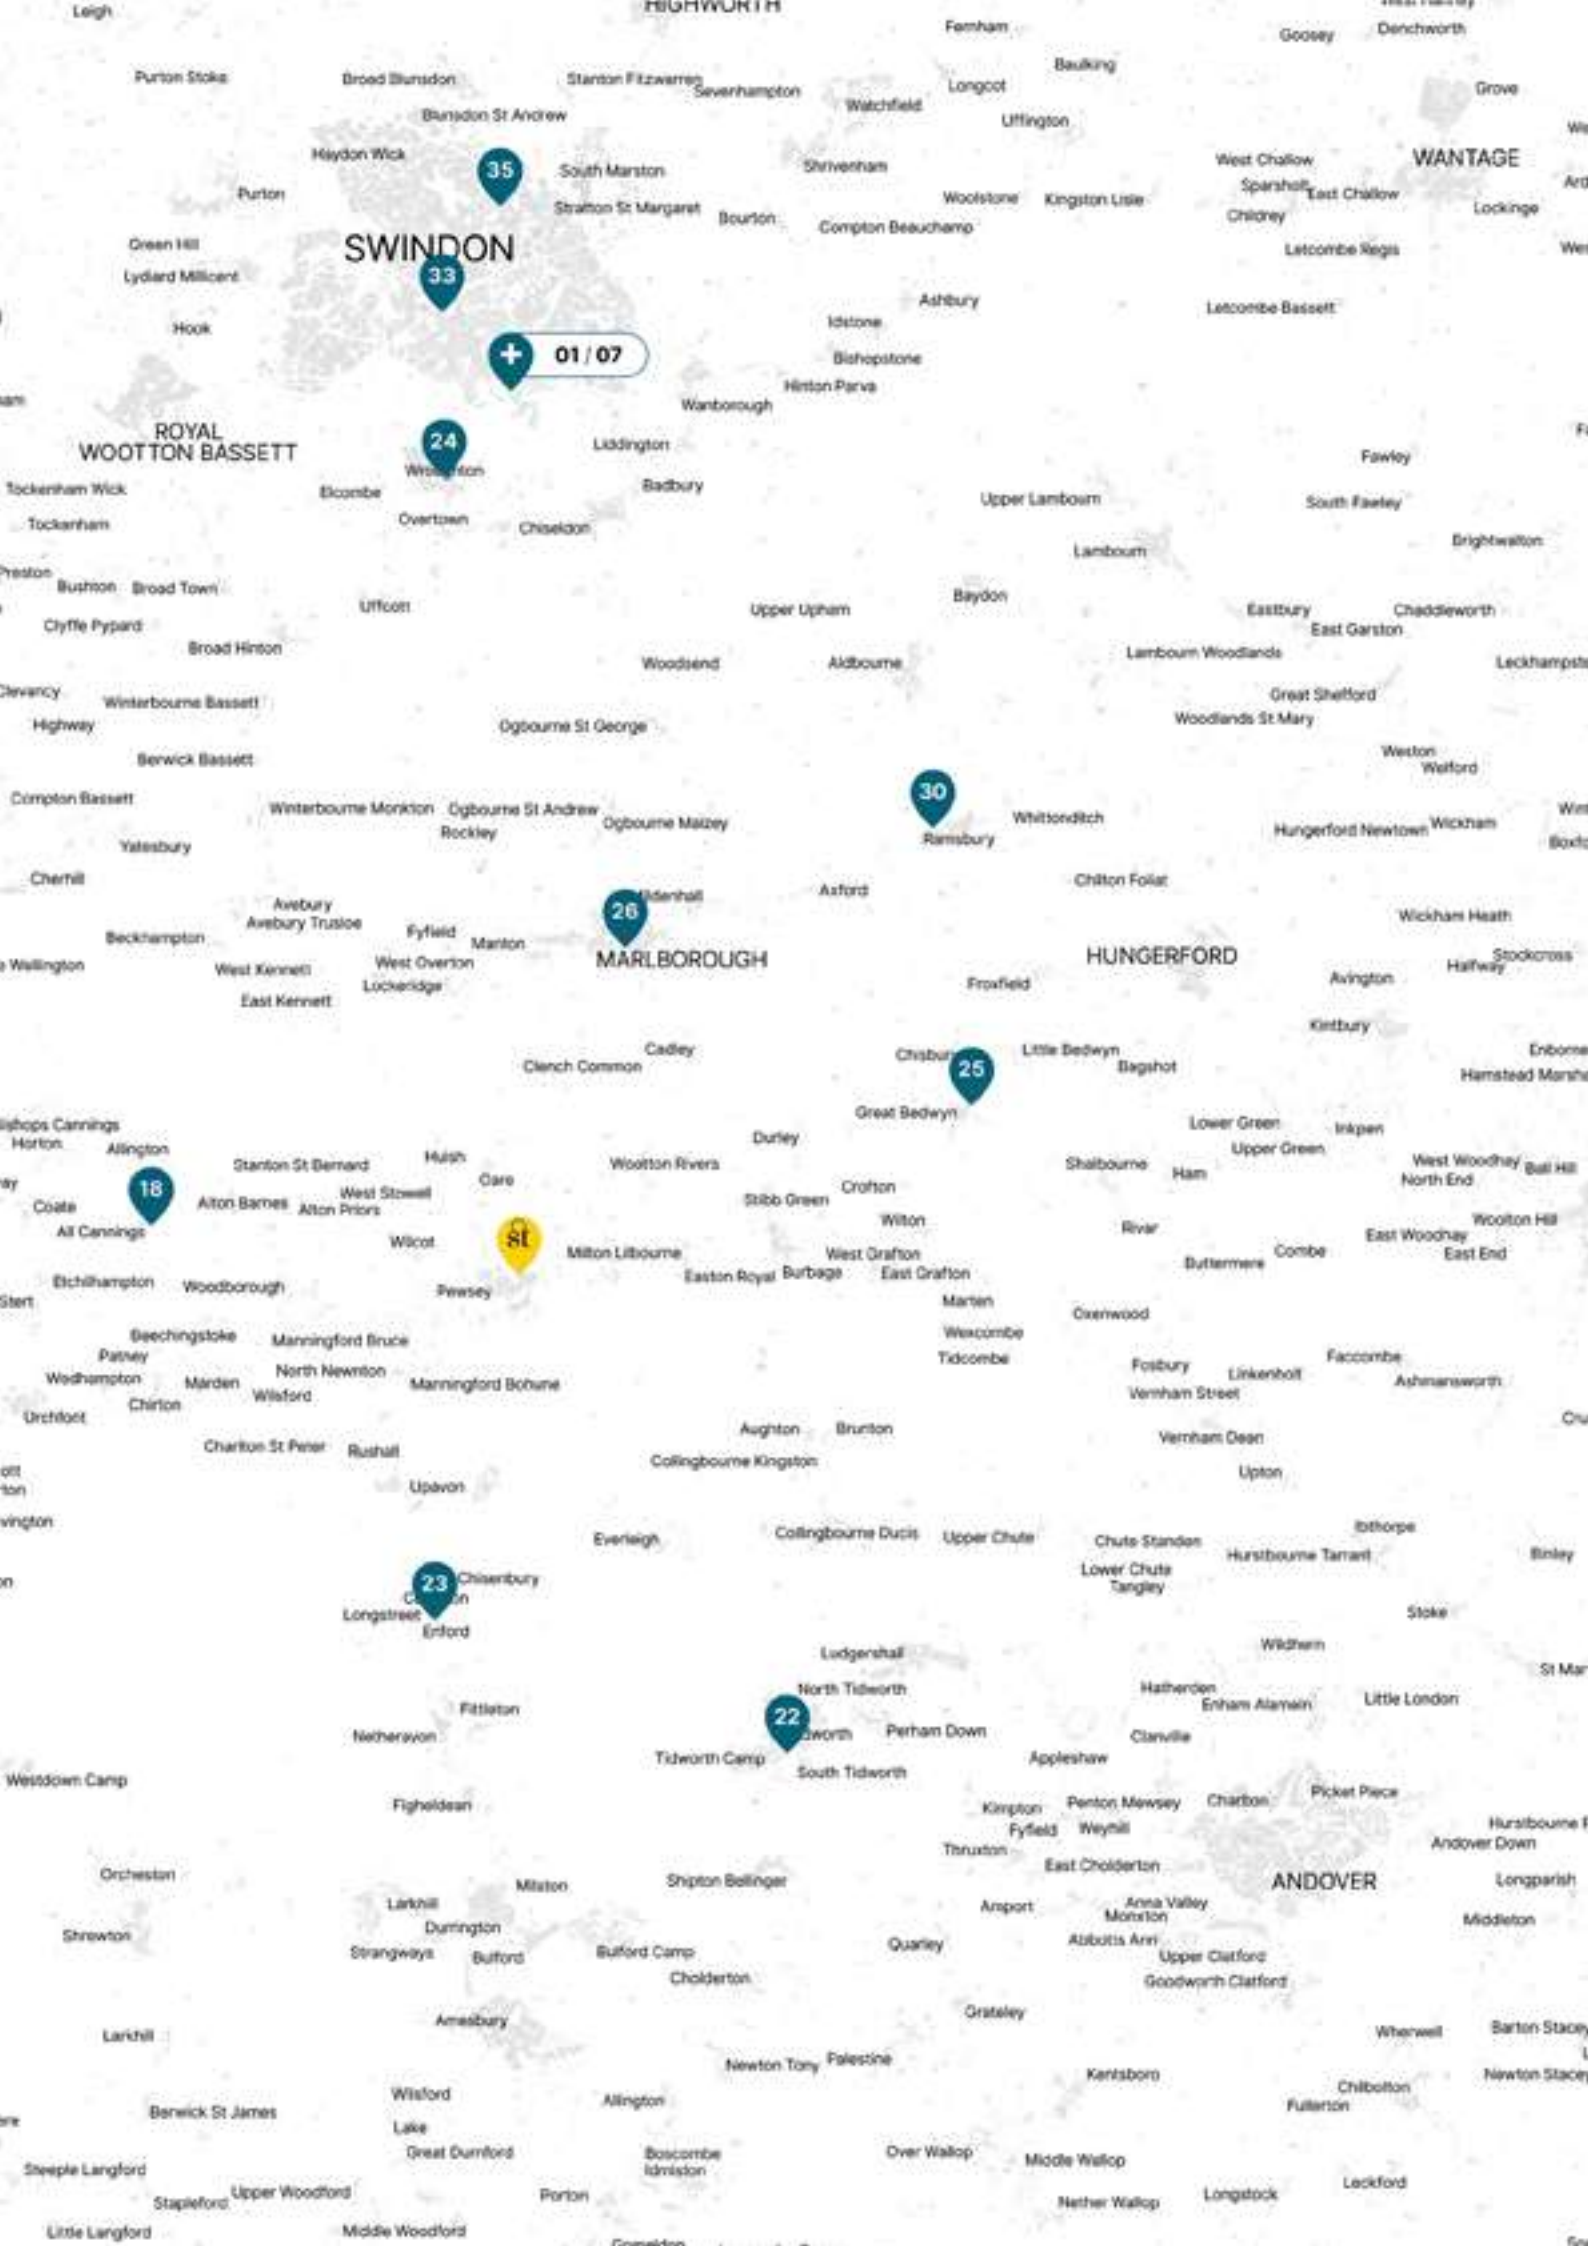 Leigh
HIGHWORTH
Fernham
Goosey
Denchworth
Purton Stoke
Broad Blunsdon
Stanton Fitzwarren
Sevenhampton
Baulking
Longcot
Watchfield
Grove
Blunsdon St Andrew
Uffington
Haydon Wick
35
South Marston
Shrivenham
West Challow
WANTAGE
Purton
Sparsholt
East Challow
Stratton St Margaret
Bourton
Woolstone
Kingston Lisle
Childrey
Lockinge
Compton Beauchamp
Green Hill
SWINDON
Letcombe Regis
Lydiard Millicent
33
Ashbury
Letcombe Bassett
Hook
Idstone
01 / 07
Bishopstone
Hinton Parva
Wanborough
ROYAL
WOOTTON BASSETT
24
Liddington
Fawley
Elcombe
Badbury
Tockenham Wick
Upper Lambourn
South Fawley
Tockenham
Overtown
Chiseldon
Brightwalton
Lambourn
Preston
Bushton
Broad Town
Baydon
Uffcott
Upper Upham
Eastbury
Chaddleworth
Clyffe Pypard
East Garston
Broad Hinton
Woodsend
Aldbourne
Lambourn Woodlands
Clevancy
Winterbourne Bassett
Great Shefford
Highway
Ogbourne St George
Woodlands St Mary
Berwick Bassett
Weston
Welford
Compton Bassett
30
Winterbourne Monkton
Ogbourne St Andrew
Ogbourne Maizey
Whittonditch
Rockley
Hungerford Newtown
Wickham
Yatesbury
Ramsbury
Cherhill
Axford
Chilton Foliat
Avebury
26
Avebury Trusloe
Wickham Heath
Beckhampton
Fyfield
Manton
West Kennett
West Overton
MARLBOROUGH
HUNGERFORD
Stockcross
Halfway
East Kennett
Lockeridge
Froxfield
Avington
Kintbury
Cadley
Little Bedwyn
Clench Common
25
Bagshot
Great Bedwyn
Lower Green
Inkpen
Horton
Allington
Durley
Upper Green
Stanton St Bernard
Huish
Wootton Rivers
Shalbourne
West Woodhay
Ball Hill
18
Oare
Ham
North End
Coate
Alton Barnes
West Stowell
Alton Priors
Stibb Green
Crofton
All Cannings
Wilcot
st
Wilton
Rivar
Woolton Hill
Milton Lilbourne
West Grafton
Buttermere
Combe
East Woodhay
East End
Etchilhampton
Woodborough
Pewsey
Easton Royal
Burbage
East Grafton
Stert
Marten
Oxenwood
Beechingstoke
Manningford Bruce
Wexcombe
Patney
Tidcombe
Fosbury
Faccombe
Wedhampton
Marden
North Newnton
Manningford Bohune
Linkenholt
Ashmansworth
Chirton
Wilsford
Vernham Street
Urchfont
Aughton
Brunton
Vernham Dean
Charlton St Peter
Rushall
Collingbourne Kingston
Upton
Upavon
Everleigh
Collingbourne Ducis
Upper Chute
Chute Standen
Ibthorpe
Hurstbourne Tarrant
Binley
23
Chisenbury
Lower Chute
Tangley
Longstreet
Enford
Stoke
Ludgershall
Wildhern
North Tidworth
Hatherden
Enham Alamein
Little London
Fittleton
22
Netheravon
Perham Down
Clanville
Tidworth Camp
South Tidworth
Appleshaw
Westdown Camp
Figheldean
Kimpton
Penton Mewsey
Charlton
Picket Piece
Fyfield
Weyhill
Andover Down
Thruxton
East Cholderton
Orcheston
Milston
Shipton Bellinger
ANDOVER
Longparish
Larkhill
Amport
Anna Valley
Monxton
Durrington
Middleton
Shrewton
Strangways
Bulford
Bulford Camp
Quarley
Abbotts Ann
Upper Clatford
Cholderton
Goodworth Clatford
Amesbury
Grateley
Larkhill
Wherwell
Barton Stacey
Newton Tony
Palestine
Kentsboro
Newton Stacey
Wilsford
Allington
Chilbolton
Berwick St James
Fullerton
Lake
Great Durnford
Boscombe
Idmiston
Over Wallop
Middle Wallop
Steeple Langford
Leckford
Stapleford
Upper Woodford
Porton
Nether Wallop
Longstock
Little Langford
Middle Woodford